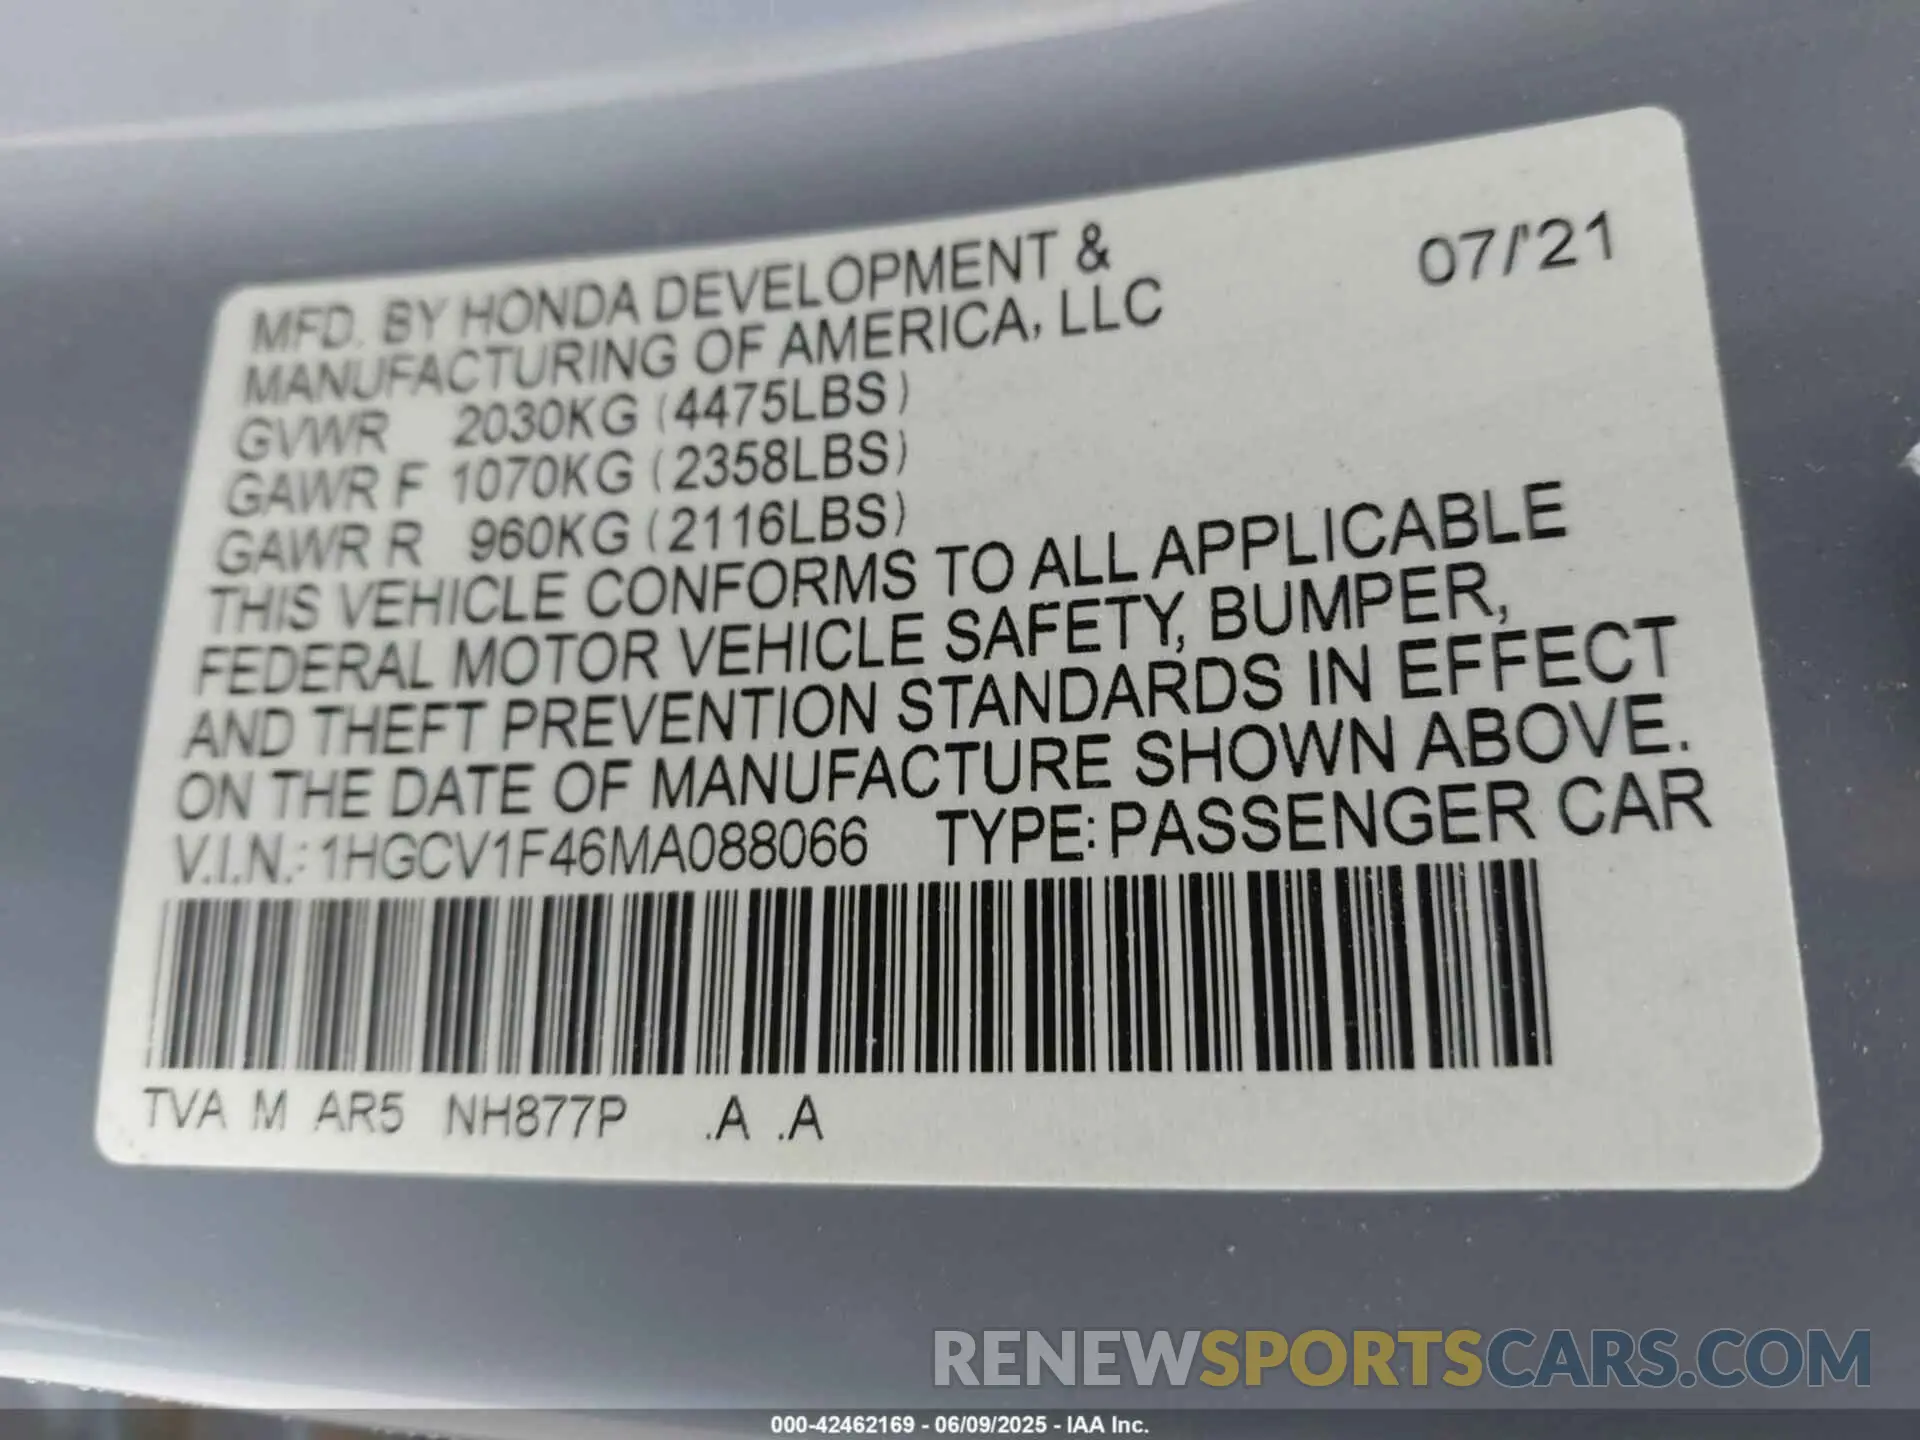 MFD. BY HONDA DEVELOPMENT &
MANUFACTURING OF AMERICA, LLC
07/'21
GVWR 2030KG (4475LBS)
GAWR F 1070KG (2358LBS)
GAWR R 960KG (2116LBS)
THIS VEHICLE CONFORMS TO ALL APPLICABLE
FEDERAL MOTOR VEHICLE SAFETY, BUMPER,
AND THEFT PREVENTION STANDARDS IN EFFECT
ON THE DATE OF MANUFACTURE SHOWN ABOVE.
V.I.N.: 1HGCV1F46MA088066 TYPE: PASSENGER CAR
TVA M AR5 NH877P .A .A
RENEWSPORTSCARS.COM
000-42462169 - 06/09/2025 - IAA Inc.